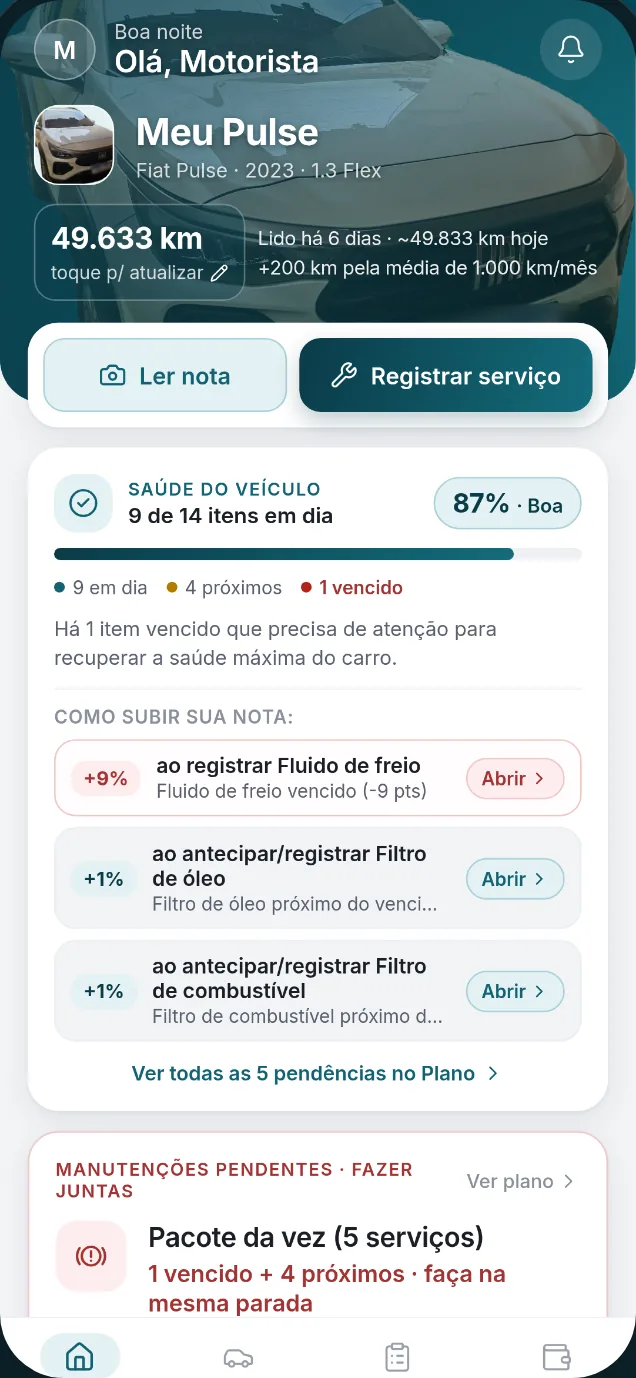 Boa noite
M
Olá, Motorista
Meu Pulse
Fiat Pulse · 2023 · 1.3 Flex
49.633 km
toque p/ atualizar
Lido há 6 dias · ~49.833 km hoje
+200 km pela média de 1.000 km/mês
Ler nota
Registrar serviço
SAÚDE DO VEÍCULO
9 de 14 itens em dia
87% · Boa
9 em dia
4 próximos
1 vencido
Há 1 item vencido que precisa de atenção para
recuperar a saúde máxima do carro.
COMO SUBIR SUA NOTA:
+9%
ao registrar Fluido de freio
Fluido de freio vencido (-9 pts)
Abrir
+1%
ao antecipar/registrar Filtro
de óleo
Filtro de óleo próximo do venci...
Abrir
+1%
ao antecipar/registrar Filtro
de combustível
Filtro de combustível próximo d...
Abrir
Ver todas as 5 pendências no Plano
MANUTENÇÕES PENDENTES · FAZER
JUNTAS
Ver plano
Pacote da vez (5 serviços)
1 vencido + 4 próximos · faça na
mesma parada